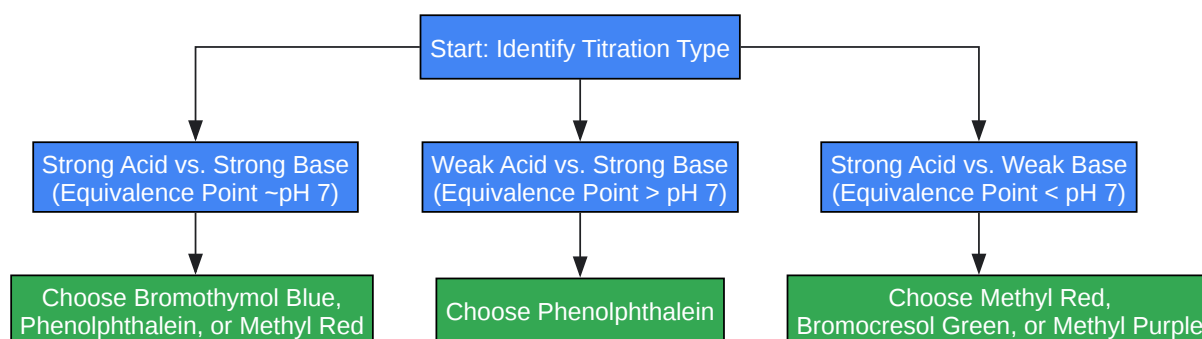 Start: Identify Titration Type
Strong Acid vs. Strong Base
(Equivalence Point ~pH 7)
Weak Acid vs. Strong Base
(Equivalence Point > pH 7)
Strong Acid vs. Weak Base
(Equivalence Point < pH 7)
Choose Bromothymol Blue,
Phenolphthalein, or Methyl Red
Choose Phenolphthalein
Choose Methyl Red,
Bromocresol Green, or Methyl Purple